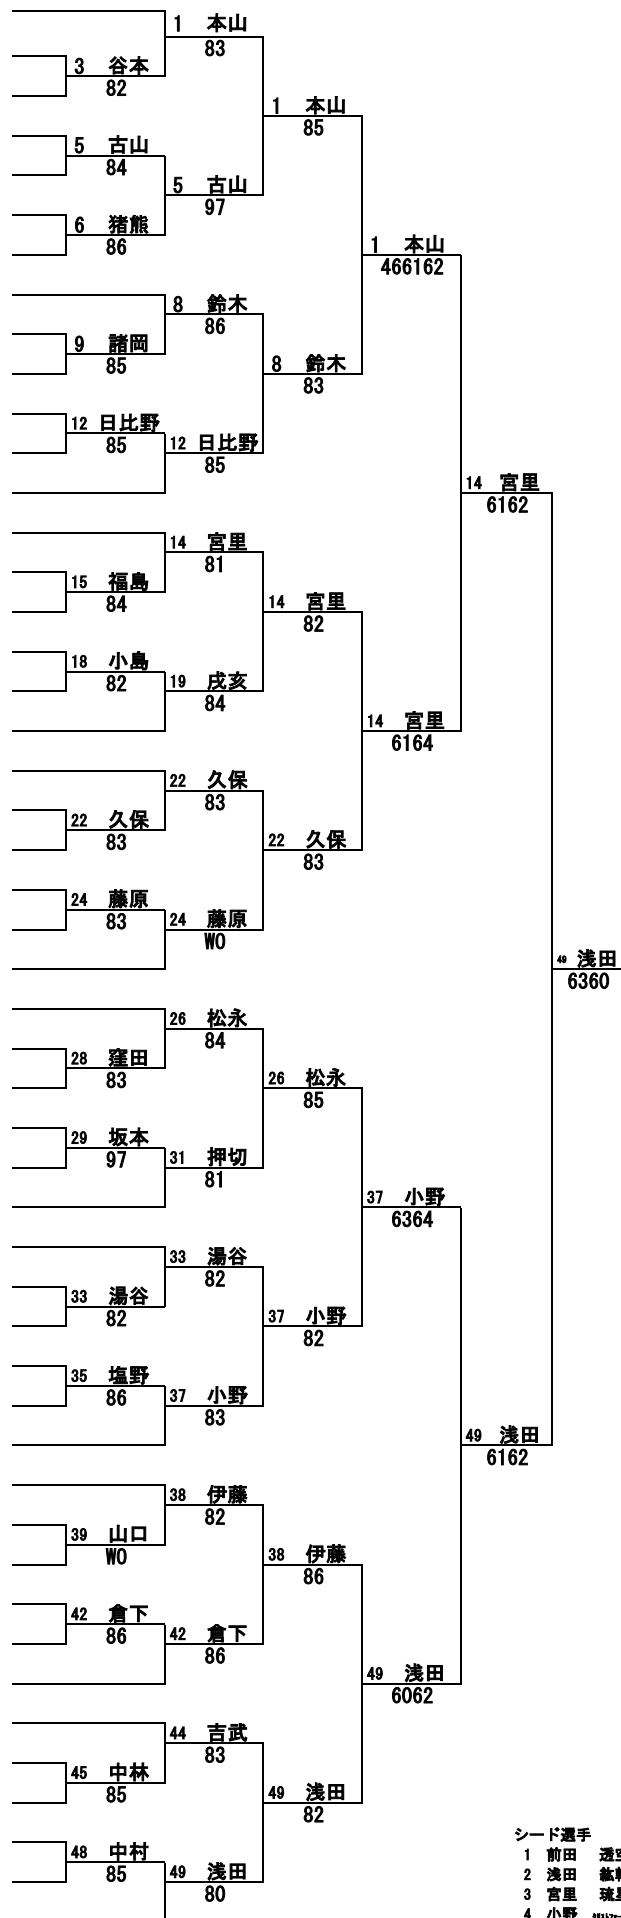 1 本山
83
3 谷本
82
1 本山
85
5 古山
84
5 古山
97
6 猪熊
86
1 本山
466162
8 鈴木
86
9 諸岡
85
8 鈴木
83
12 日比野
85
12 日比野
85
14 宮里
6162
14 宮里
81
15 福島
84
14 宮里
82
18 小島
82
19 戌亥
84
14 宮里
6164
22 久保
83
22 久保
83
22 久保
83
24 藤原
83
24 藤原
WO
49 浅田
6360
26 松永
84
28 窪田
83
26 松永
85
29 坂本
97
31 押切
81
37 小野
6364
33 湯谷
82
33 湯谷
82
37 小野
82
35 塩野
86
37 小野
83
49 浅田
6162
38 伊藤
82
39 山口
WO
38 伊藤
86
42 倉下
86
42 倉下
86
49 浅田
6062
44 吉武
83
45 中林
85
49 浅田
82
48 中村
85
49 浅田
80
シード選手
1 前田
2 浅田
3 宮里
4 小野